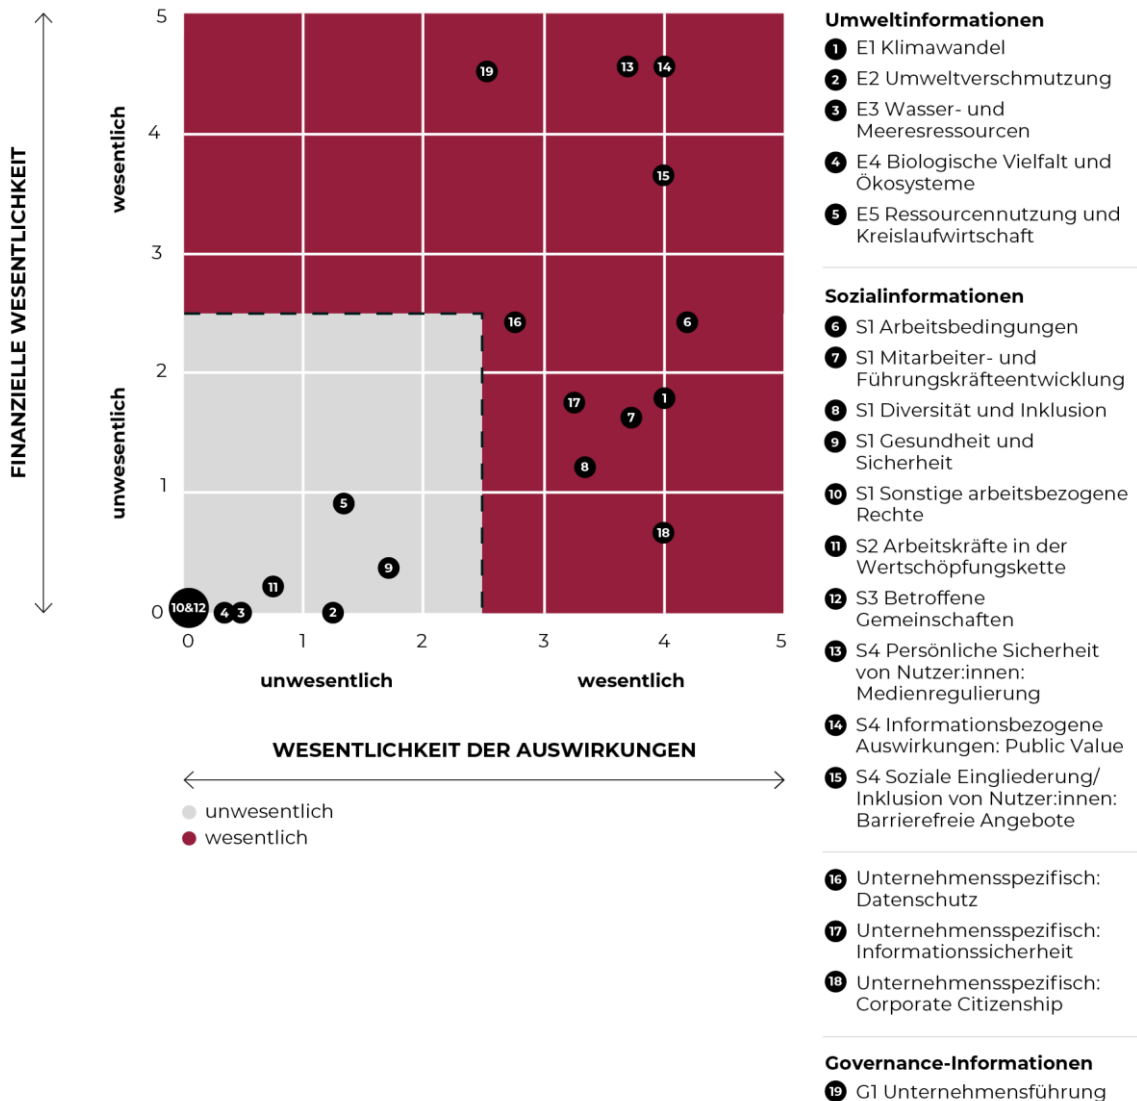 FINANZIELLE WESENTLICHKEIT
wesentlich
unwesentlich
5
4
3
2
1
0
19
13
14
15
16
6
17
7
1
8
18
5
9
11
10&12
4
3
2
0
1
2
3
4
5
unwesentlich
wesentlich
WESENTLICHKEIT DER AUSWIRKUNGEN
unwesentlich
wesentlich
Umweltinformationen
1 E1 Klimawandel
2 E2 Umweltverschmutzung
3 E3 Wasser- und
Meeresressourcen
4 E4 Biologische Vielfalt und
Ökosysteme
5 E5 Ressourcennutzung und
Kreislaufwirtschaft
Sozialinformationen
6 S1 Arbeitsbedingungen
7 S1 Mitarbeiter- und
Führungskräfteentwicklung
8 S1 Diversität und Inklusion
9 S1 Gesundheit und
Sicherheit
10 S1 Sonstige arbeitsbezogene
Rechte
11 S2 Arbeitskräfte in der
Wertschöpfungskette
12 S3 Betroffene
Gemeinschaften
13 S4 Persönliche Sicherheit
von Nutzer:innen:
Medienregulierung
14 S4 Informationsbezogene
Auswirkungen: Public Value
15 S4 Soziale Eingliederung/
Inklusion von Nutzer:innen:
Barrierefreie Angebote
16 Unternehmensspezifisch:
Datenschutz
17 Unternehmensspezifisch:
Informationssicherheit
18 Unternehmensspezifisch:
Corporate Citizenship
Governance-Informationen
19 G1 Unternehmensführung